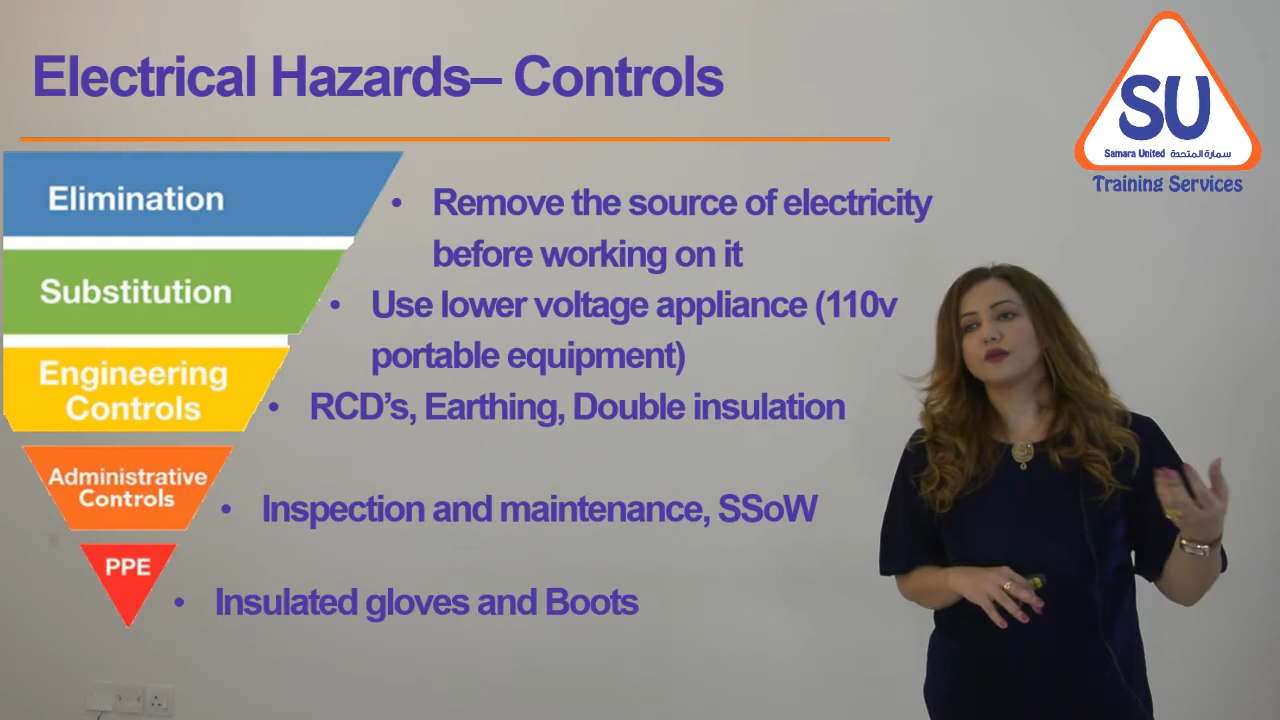 Electrical Hazards– Controls
SU
Samara United سمارة المتحدة
Training Services
Elimination
• Remove the source of electricity
before working on it
Substitution
• Use lower voltage appliance (110v
portable equipment)
Engineering
Controls
• RCD's, Earthing, Double insulation
Administrative
Controls
• Inspection and maintenance, SSoW
PPE
• Insulated gloves and Boots